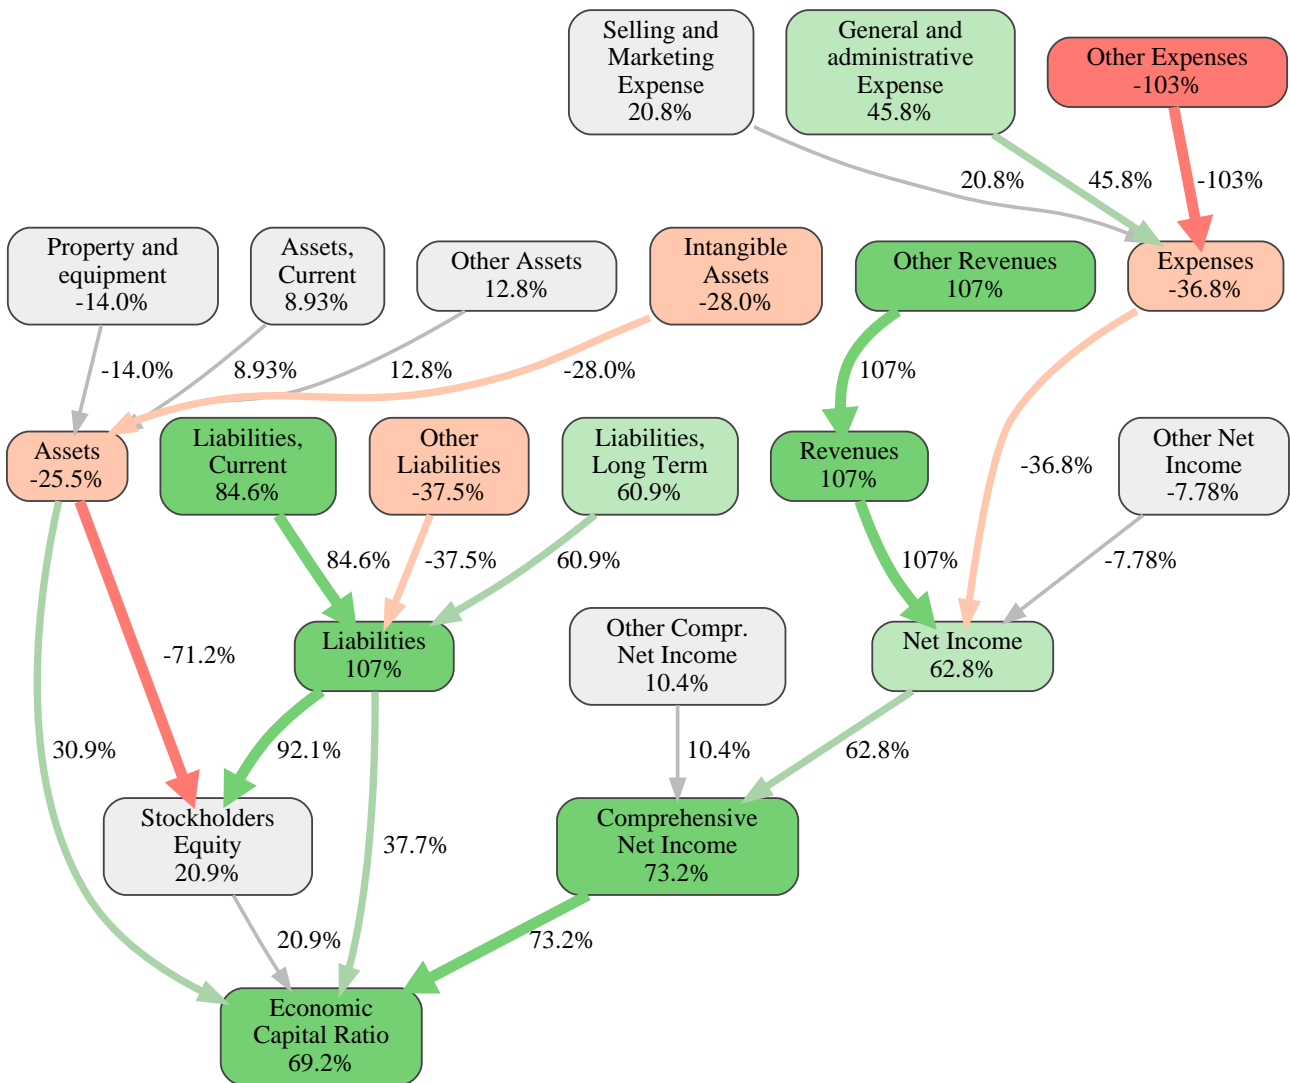 Selling and
Marketing
Expense
20.8%
General and
administrative
Expense
45.8%
Other Expenses
-103%
20.8%
45.8%
-103%
Property and
equipment
-14.0%
Assets,
Current
8.93%
Other Assets
12.8%
Intangible
Assets
-28.0%
Other Revenues
107%
Expenses
-36.8%
-14.0%
8.93%
12.8%
-28.0%
107%
Assets
-25.5%
Liabilities,
Current
84.6%
Other
Liabilities
-37.5%
Liabilities,
Long Term
60.9%
Revenues
107%
-36.8%
Other Net
Income
-7.78%
84.6%
-37.5%
60.9%
107%
-7.78%
-71.2%
Liabilities
107%
Other Compr.
Net Income
10.4%
Net Income
62.8%
30.9%
92.1%
10.4%
62.8%
Stockholders
Equity
20.9%
37.7%
Comprehensive
Net Income
73.2%
20.9%
73.2%
Economic
Capital Ratio
69.2%